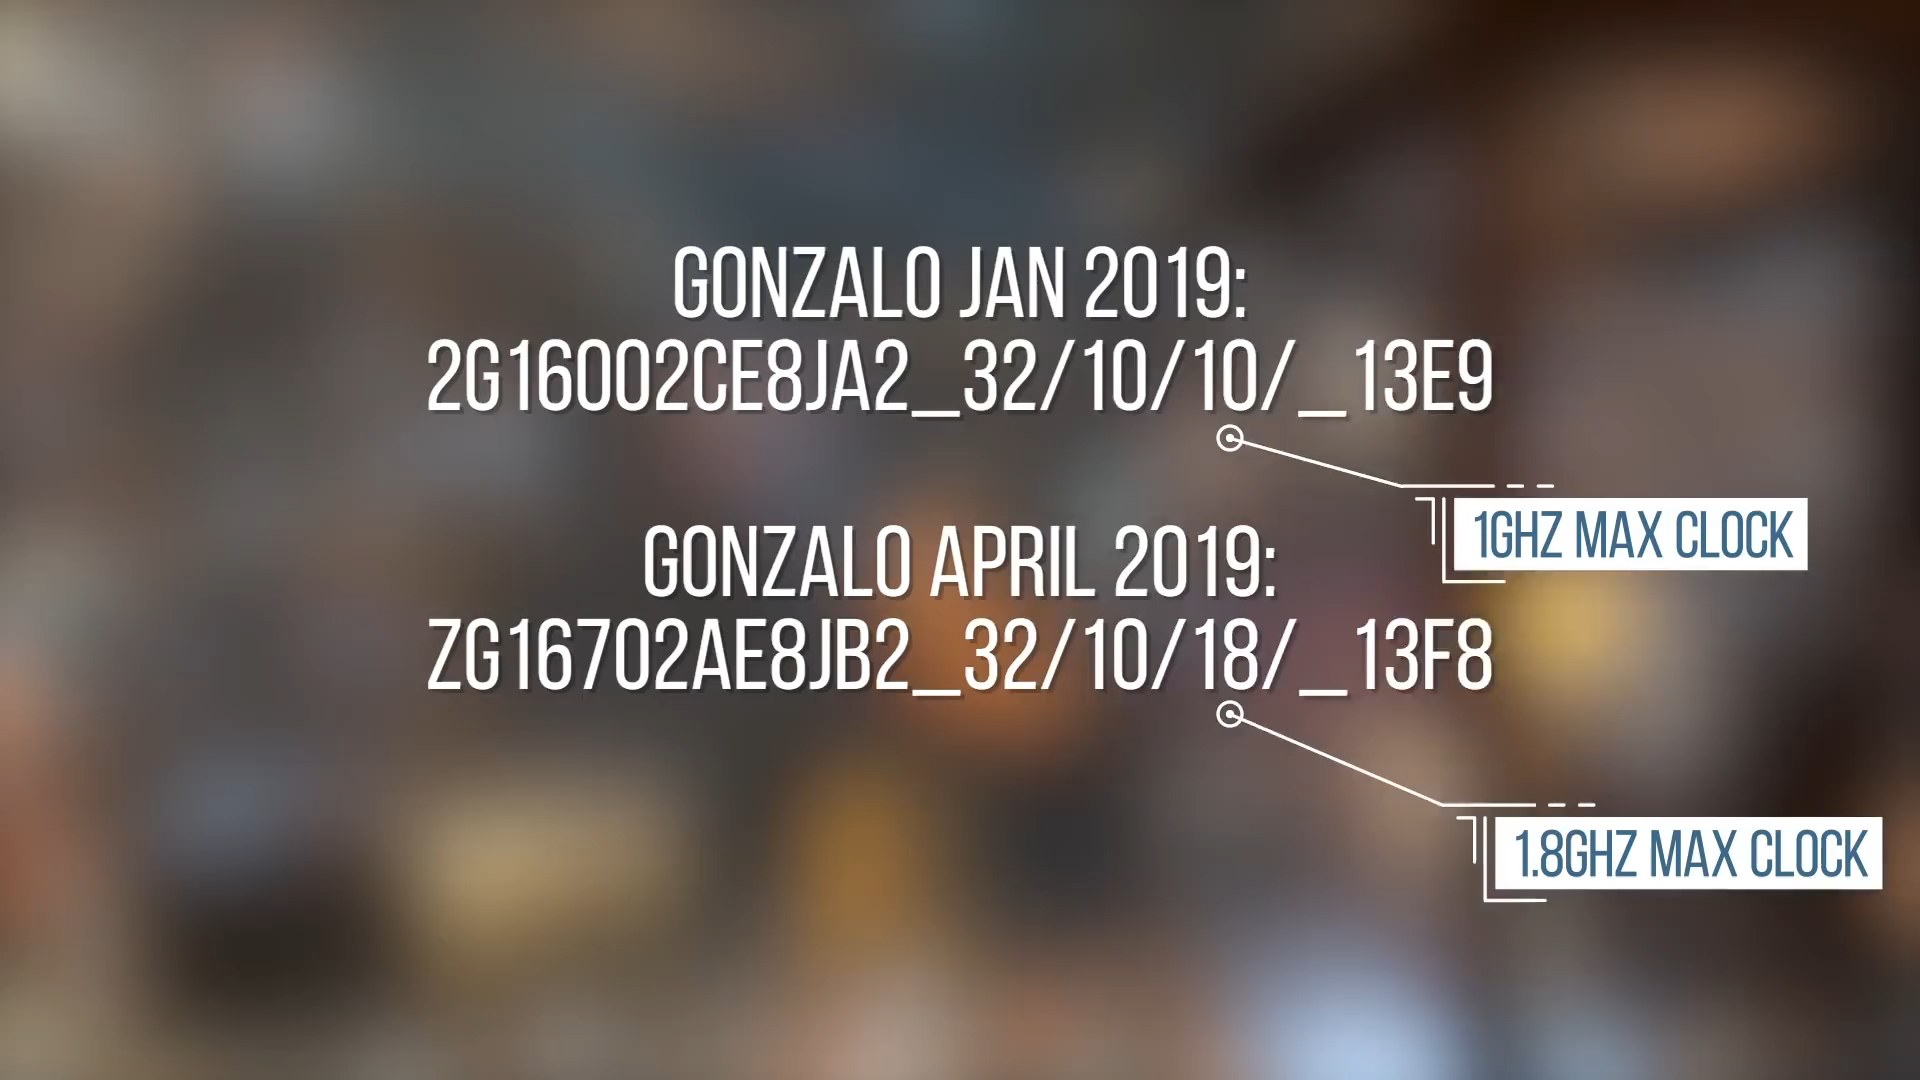 GONZALO JAN 2019:
2G16002CE8JA2_32/10/10/_13E9
1GHZ MAX CLOCK
GONZALO APRIL 2019:
ZG16702AE8JB2_32/10/18/_13F8
1.8GHZ MAX CLOCK